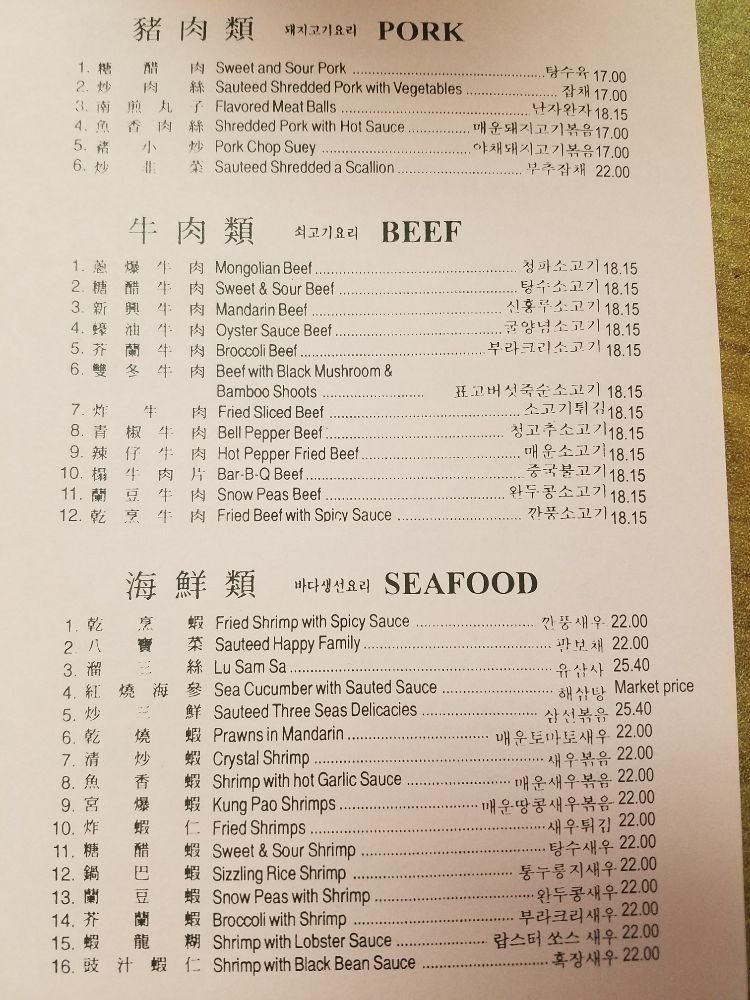 豬肉類 돼지고기요리 PORK
1. 糖醋肉 Sweet and Sour Pork 탕수육 17.00
2. 炒肉絲 Sauteed Shredded Pork with Vegetables 잡채 17.00
3. 南煎丸子 Flavored Meat Balls 난자완자 18.15
4. 魚香肉絲 Shredded Pork with Hot Sauce 매운돼지고기볶음 17.00
5. 豬小炒 Pork Chop Suey 야채돼지고기볶음 17.00
6. 炒韭菜 Sauteed Shredded a Scallion 부추잡채 22.00
牛肉類 쇠고기요리 BEEF
1. 蔥爆牛肉 Mongolian Beef 청파소고기 18.15
2. 糖醋牛肉 Sweet & Sour Beef 탕수소고기 18.15
3. 新興牛肉 Mandarin Beef 신흥루소고기 18.15
4. 蠔油牛肉 Oyster Sauce Beef 굴양념소고기 18.15
5. 芥蘭牛肉 Broccoli Beef 부라크리소고기 18.15
6. 雙冬牛肉 Beef with Black Mushroom &
Bamboo Shoots 표고버섯죽순소고기 18.15
7. 炸牛肉 Fried Sliced Beef 소고기튀김 18.15
8. 青椒牛肉 Bell Pepper Beef 청고추소고기 18.15
9. 辣仔牛肉 Hot Pepper Fried Beef 매운소고기 18.15
10. 牛肉片 Bar-B-Q Beef 중국불고기 18.15
11. 蘭豆牛肉 Snow Peas Beef 완두콩소고기 18.15
12. 乾烹牛肉 Fried Beef with Spicy Sauce 깐풍소고기 18.15
海鮮類 바다생선요리 SEAFOOD
1. 乾烹蝦 Fried Shrimp with Spicy Sauce 깐풍새우 22.00
2. 八寶菜 Sauteed Happy Family 팔보채 22.00
3. 溜三絲 Lu Sam Sa 유삼사 25.40
4. 紅燒海參 Sea Cucumber with Sauted Sauce 해삼탕 Market price
5. 炒三鮮 Sauteed Three Seas Delicacies 삼선볶음 25.40
6. 乾燒蝦 Prawns in Mandarin 매운토마토새우 22.00
7. 清炒蝦 Crystal Shrimp 새우볶음 22.00
8. 魚香蝦 Shrimp with hot Garlic Sauce 매운새우볶음 22.00
9. 宮爆蝦 Kung Pao Shrimps 매운땅콩새우볶음 22.00
10. 炸蝦仁 Fried Shrimps 새우튀김 22.00
11. 糖醋蝦 Sweet & Sour Shrimp 탕수새우 22.00
12. 鍋巴蝦 Sizzling Rice Shrimp 통누룽지새우 22.00
13. 蘭豆蝦 Snow Peas with Shrimp 완두콩새우 22.00
14. 芥蘭蝦 Broccoli with Shrimp 부라크리새우 22.00
15. 蝦龍糊 Shrimp with Lobster Sauce 랍스터 쏘스 새우 22.00
16. 豉汁蝦仁 Shrimp with Black Bean Sauce 흑장새우 22.00